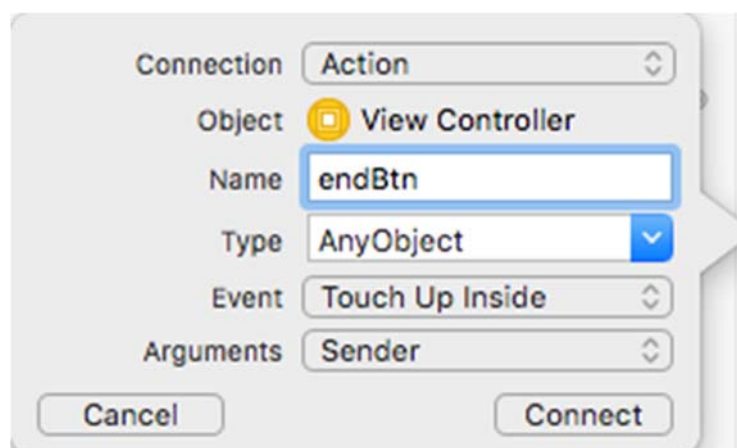 Connection Action
Object View Controller
Name endBtn
Type AnyObject
Event Touch Up Inside
Arguments Sender
Cancel Connect